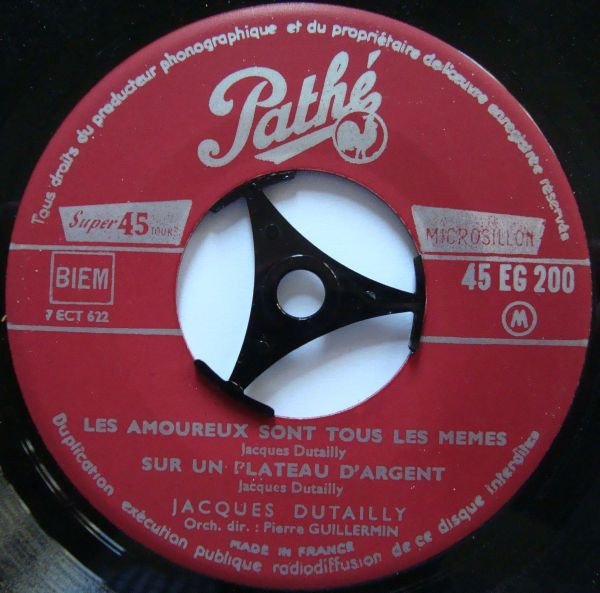 Tous droits du producteur phonographique et du propriétaire de l'œuvre enregistrée réservés
Pathé
Super 45 TOURS
MICROSILLON
BIEM
45 EG 200
7 ECT 622
M
LES AMOUREUX SONT TOUS LES MEMES
Jacques Dutailly
SUR UN PLATEAU D'ARGENT
Jacques Dutailly
JACQUES DUTAILLY
Orch. dir. : Pierre GUILLERMIN
MADE IN FRANCE
Duplication exécution publique radiodiffusion de ce disque interdites